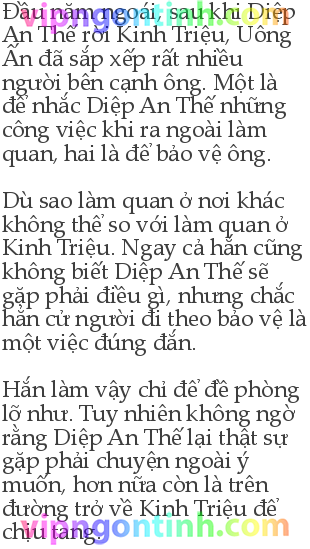 Đầu năm ngoái, sau khi Diệp
An Thế rời Kinh Triệu, Uông
Ấn đã sắp xếp rất nhiều
người bên cạnh ông. Một là
để nhắc Diệp An Thế những
công việc khi ra ngoài làm
quan, hai là để bảo vệ ông.
Dù sao làm quan ở nơi khác
không thể so với làm quan ở
Kinh Triệu. Ngay cả hắn cũng
không biết Diệp An Thế sẽ
gặp phải điều gì, nhưng chắc
hẳn cử người đi theo bảo vệ là
một việc đúng đắn.
Hắn làm vậy chỉ để đề phòng
lỡ như. Tuy nhiên không ngờ
rằng Diệp An Thế lại thật sự
gặp phải chuyện ngoài ý
muốn, hơn nữa còn là trên
đường trở về Kinh Triệu để
chịu tang.
vipngontinh.com
vipngontinh.com